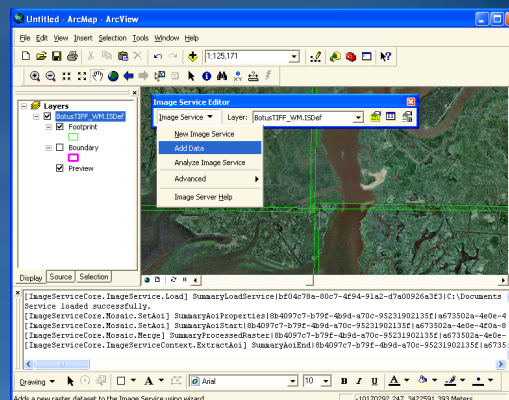 Untitled - ArcMap - ArcView
File Edit View Insert Selection Tools Window Help
1:125,171
Layers
BotusTIFF_WM.ISDef
Footprint
Boundary
Preview
Image Service Editor
Image Service Layer: BotusTIFF_WM.ISDef
New Image Service
Add Data
Analyze Image Service
Advanced
Image Server Help
Display Source Selection
[ImageServiceCore.ImageService.Load] SummaryLoadService|bf04c78a-80c7-4f94-91a2-d7a00926a3f3|C:\Documents
Service loaded successfully.
[ImageServiceCore.Mosaic.SetAoi] SummaryAoiProperties|8b4097c7-b79f-4b9d-a70c-95231902135f|a673502a-4e0e-4
[ImageServiceCore.Mosaic.SetAoi] SummaryAoiStart|8b4097c7-b79f-4b9d-a70c-95231902135f|a673502a-4e0e-4f0a-8
[ImageServiceCore.Mosaic.Merge] SummaryProcessedRaster|8b4097c7-b79f-4b9d-a70c-95231902135f|a673502a-4e0e-
[ImageServiceCore.ImageServiceContext.ExtractAoi] SummaryAoiEnd|8b4097c7-b79f-4b9d-a70c-95231902135f|a6735
Drawing A Arial 10 B I U A
Adds a new raster dataset to the Image Service using wizard -10170292.247 3422591.393 Meters